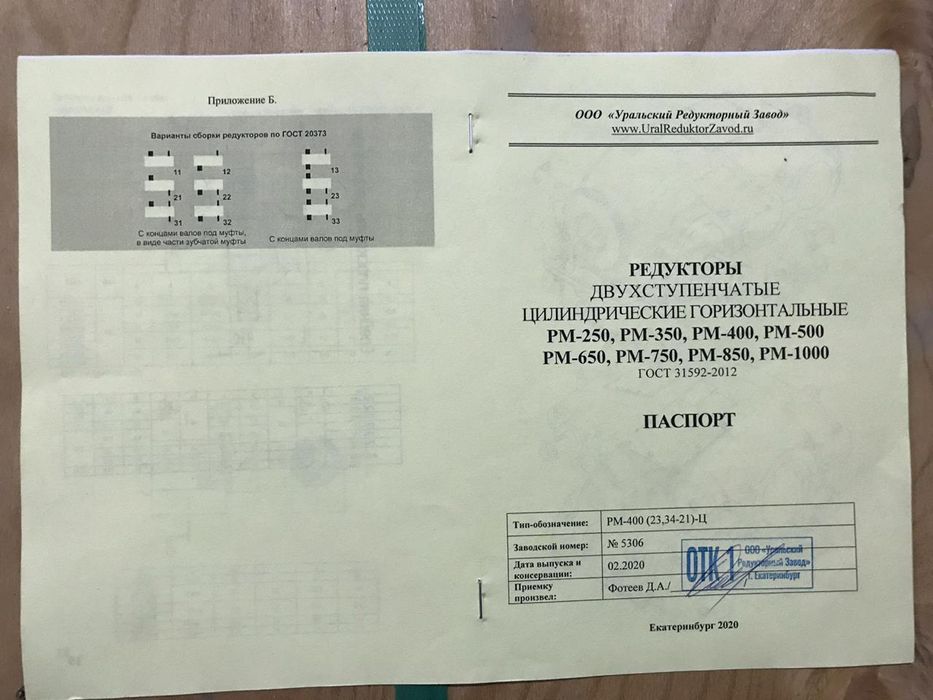 Приложение Б.
Варианты сборки редукторов по ГОСТ 20373
11 12 13
21 22 23
31 32 33
С концами валов под муфты,
в виде части зубчатой муфты
С концами валов под муфты
ООО «Уральский Редукторный Завод»
www.UralReduktorZavod.ru
РЕДУКТОРЫ
ДВУХСТУПЕНЧАТЫЕ
ЦИЛИНДРИЧЕСКИЕ ГОРИЗОНТАЛЬНЫЕ
РМ-250, РМ-350, РМ-400, РМ-500
РМ-650, РМ-750, РМ-850, РМ-1000
ГОСТ 31592-2012
ПАСПОРТ
Тип-обозначение: РМ-400 (23,34-21)-Ц
Заводской номер: № 5306
Дата выпуска и
консервации: 02.2020
Приемку
произвел: Фотеев Д.А./
ОТК 1
ООО «Уральский
Редукторный Завод»
г. Екатеринбург
Екатеринбург 2020